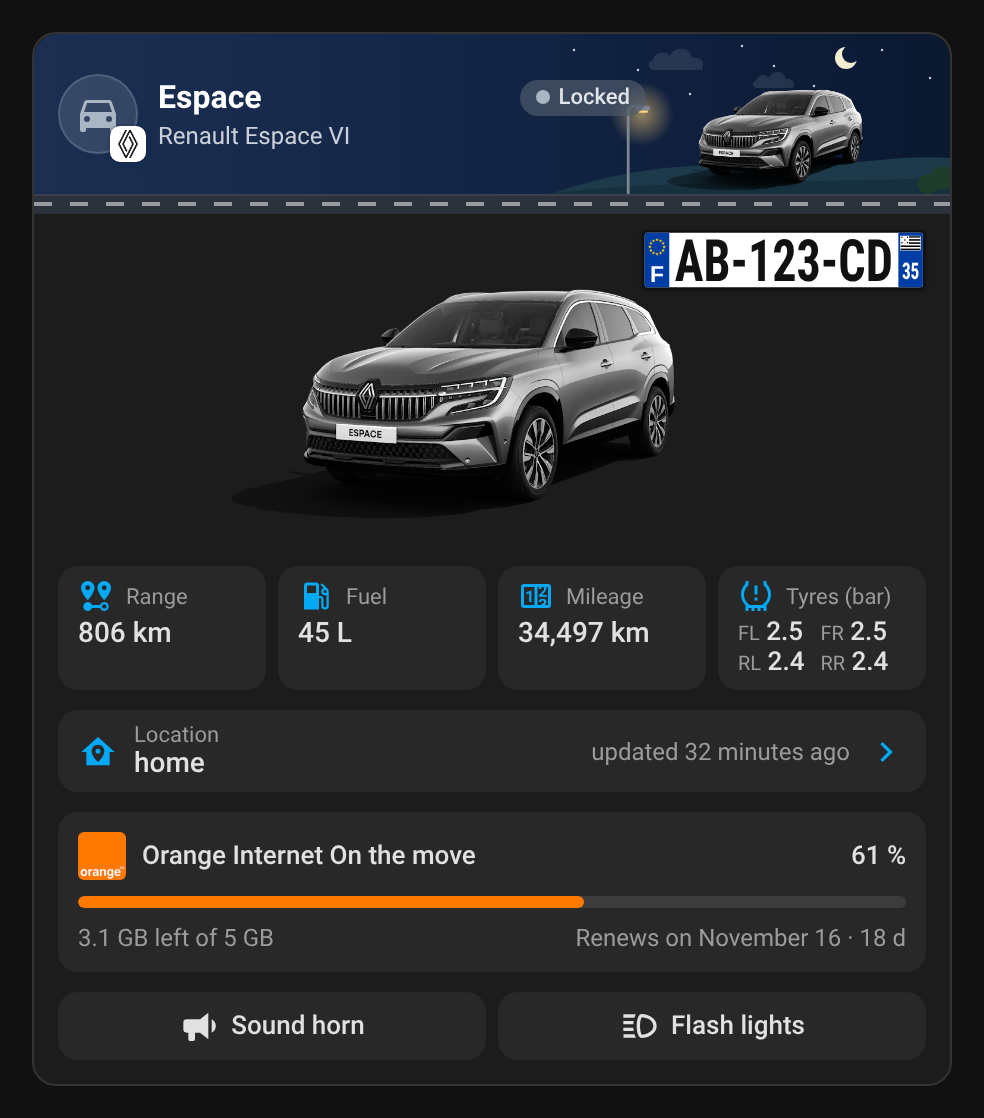 Espace
Renault Espace VI
Locked
ESPACE
F
AB-123-CD
35
ESPACE
Range
806 km
Fuel
45 L
Mileage
34,497 km
Tyres (bar)
FL 2.5 FR 2.5
RL 2.4 RR 2.4
Location
home
updated 32 minutes ago
orange™
Orange Internet On the move
61 %
3.1 GB left of 5 GB
Renews on November 16 · 18 d
Sound horn
Flash lights